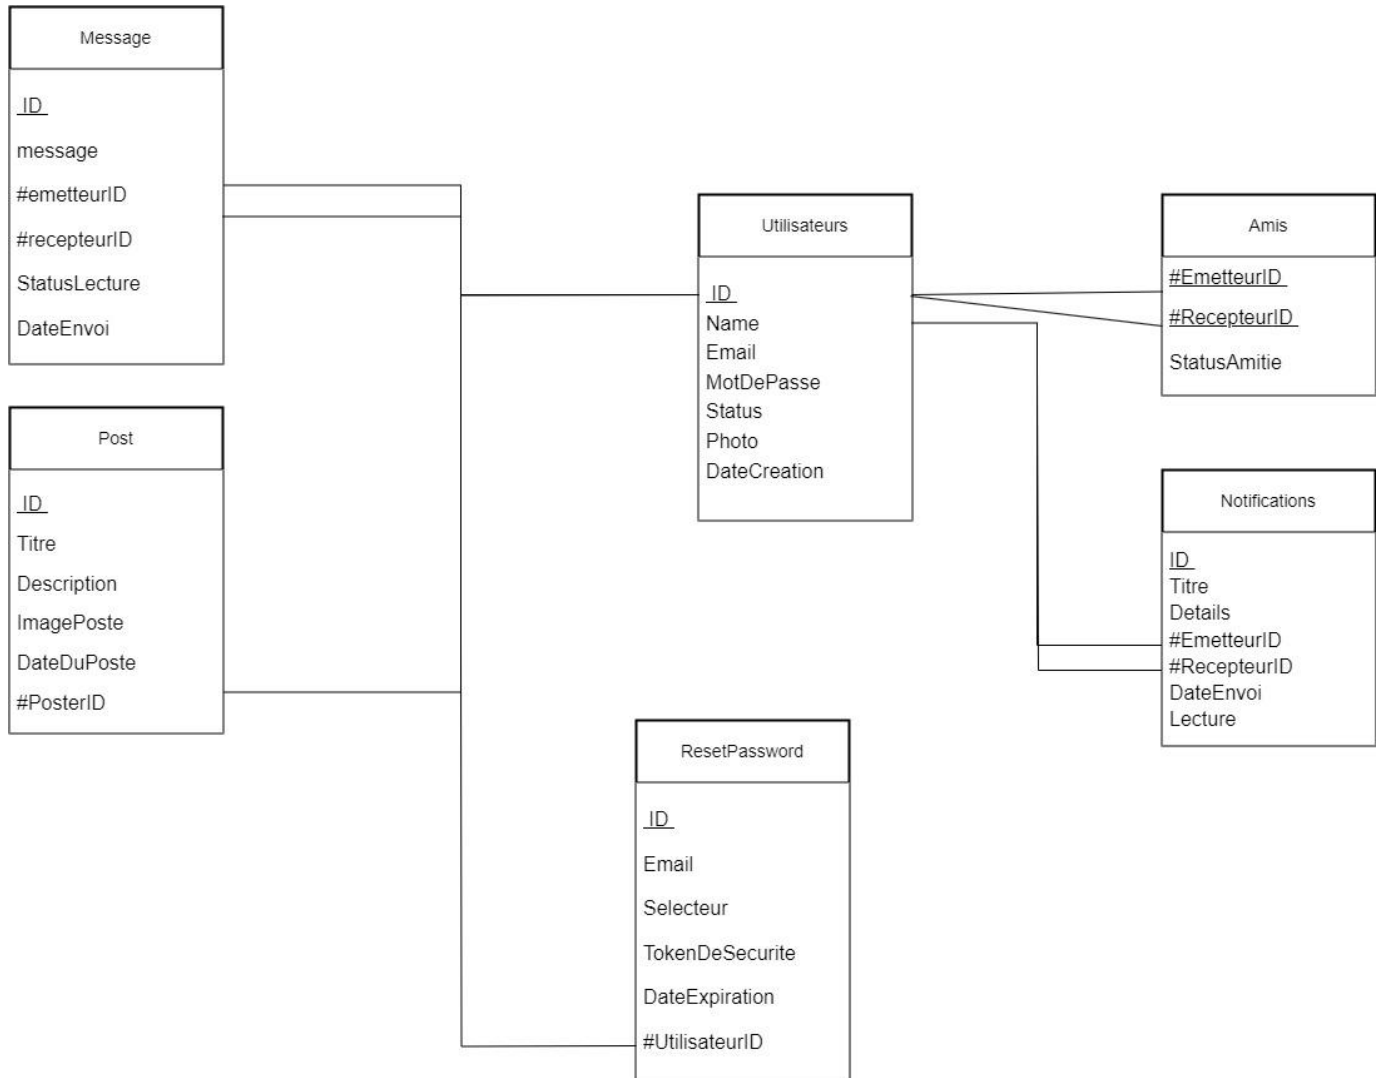 Message
ID
message
#emetteurID
#recepteurID
StatusLecture
DateEnvoi
Post
ID
Titre
Description
ImagePoste
DateDuPoste
#PosterID
Utilisateurs
ID
Name
Email
MotDePasse
Status
Photo
DateCreation
ResetPassword
ID
Email
Selecteur
TokenDeSecurite
DateExpiration
#UtilisateurID
Amis
#EmetteurID
#RecepteurID
StatusAmitie
Notifications
ID
Titre
Details
#EmetteurID
#RecepteurID
DateEnvoi
Lecture